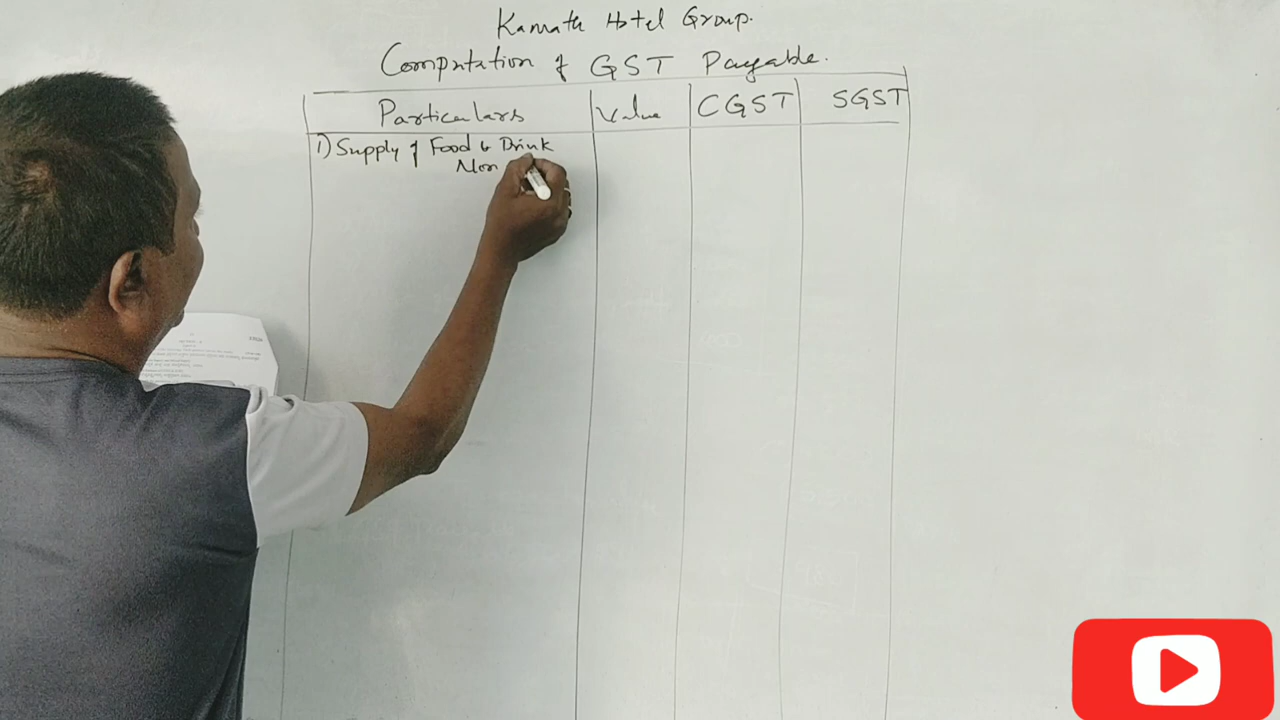 Kamath Hotel Group.
Computation of GST Payable.
Particulars Value CGST SGST
1) Supply of Food & Drink
Non